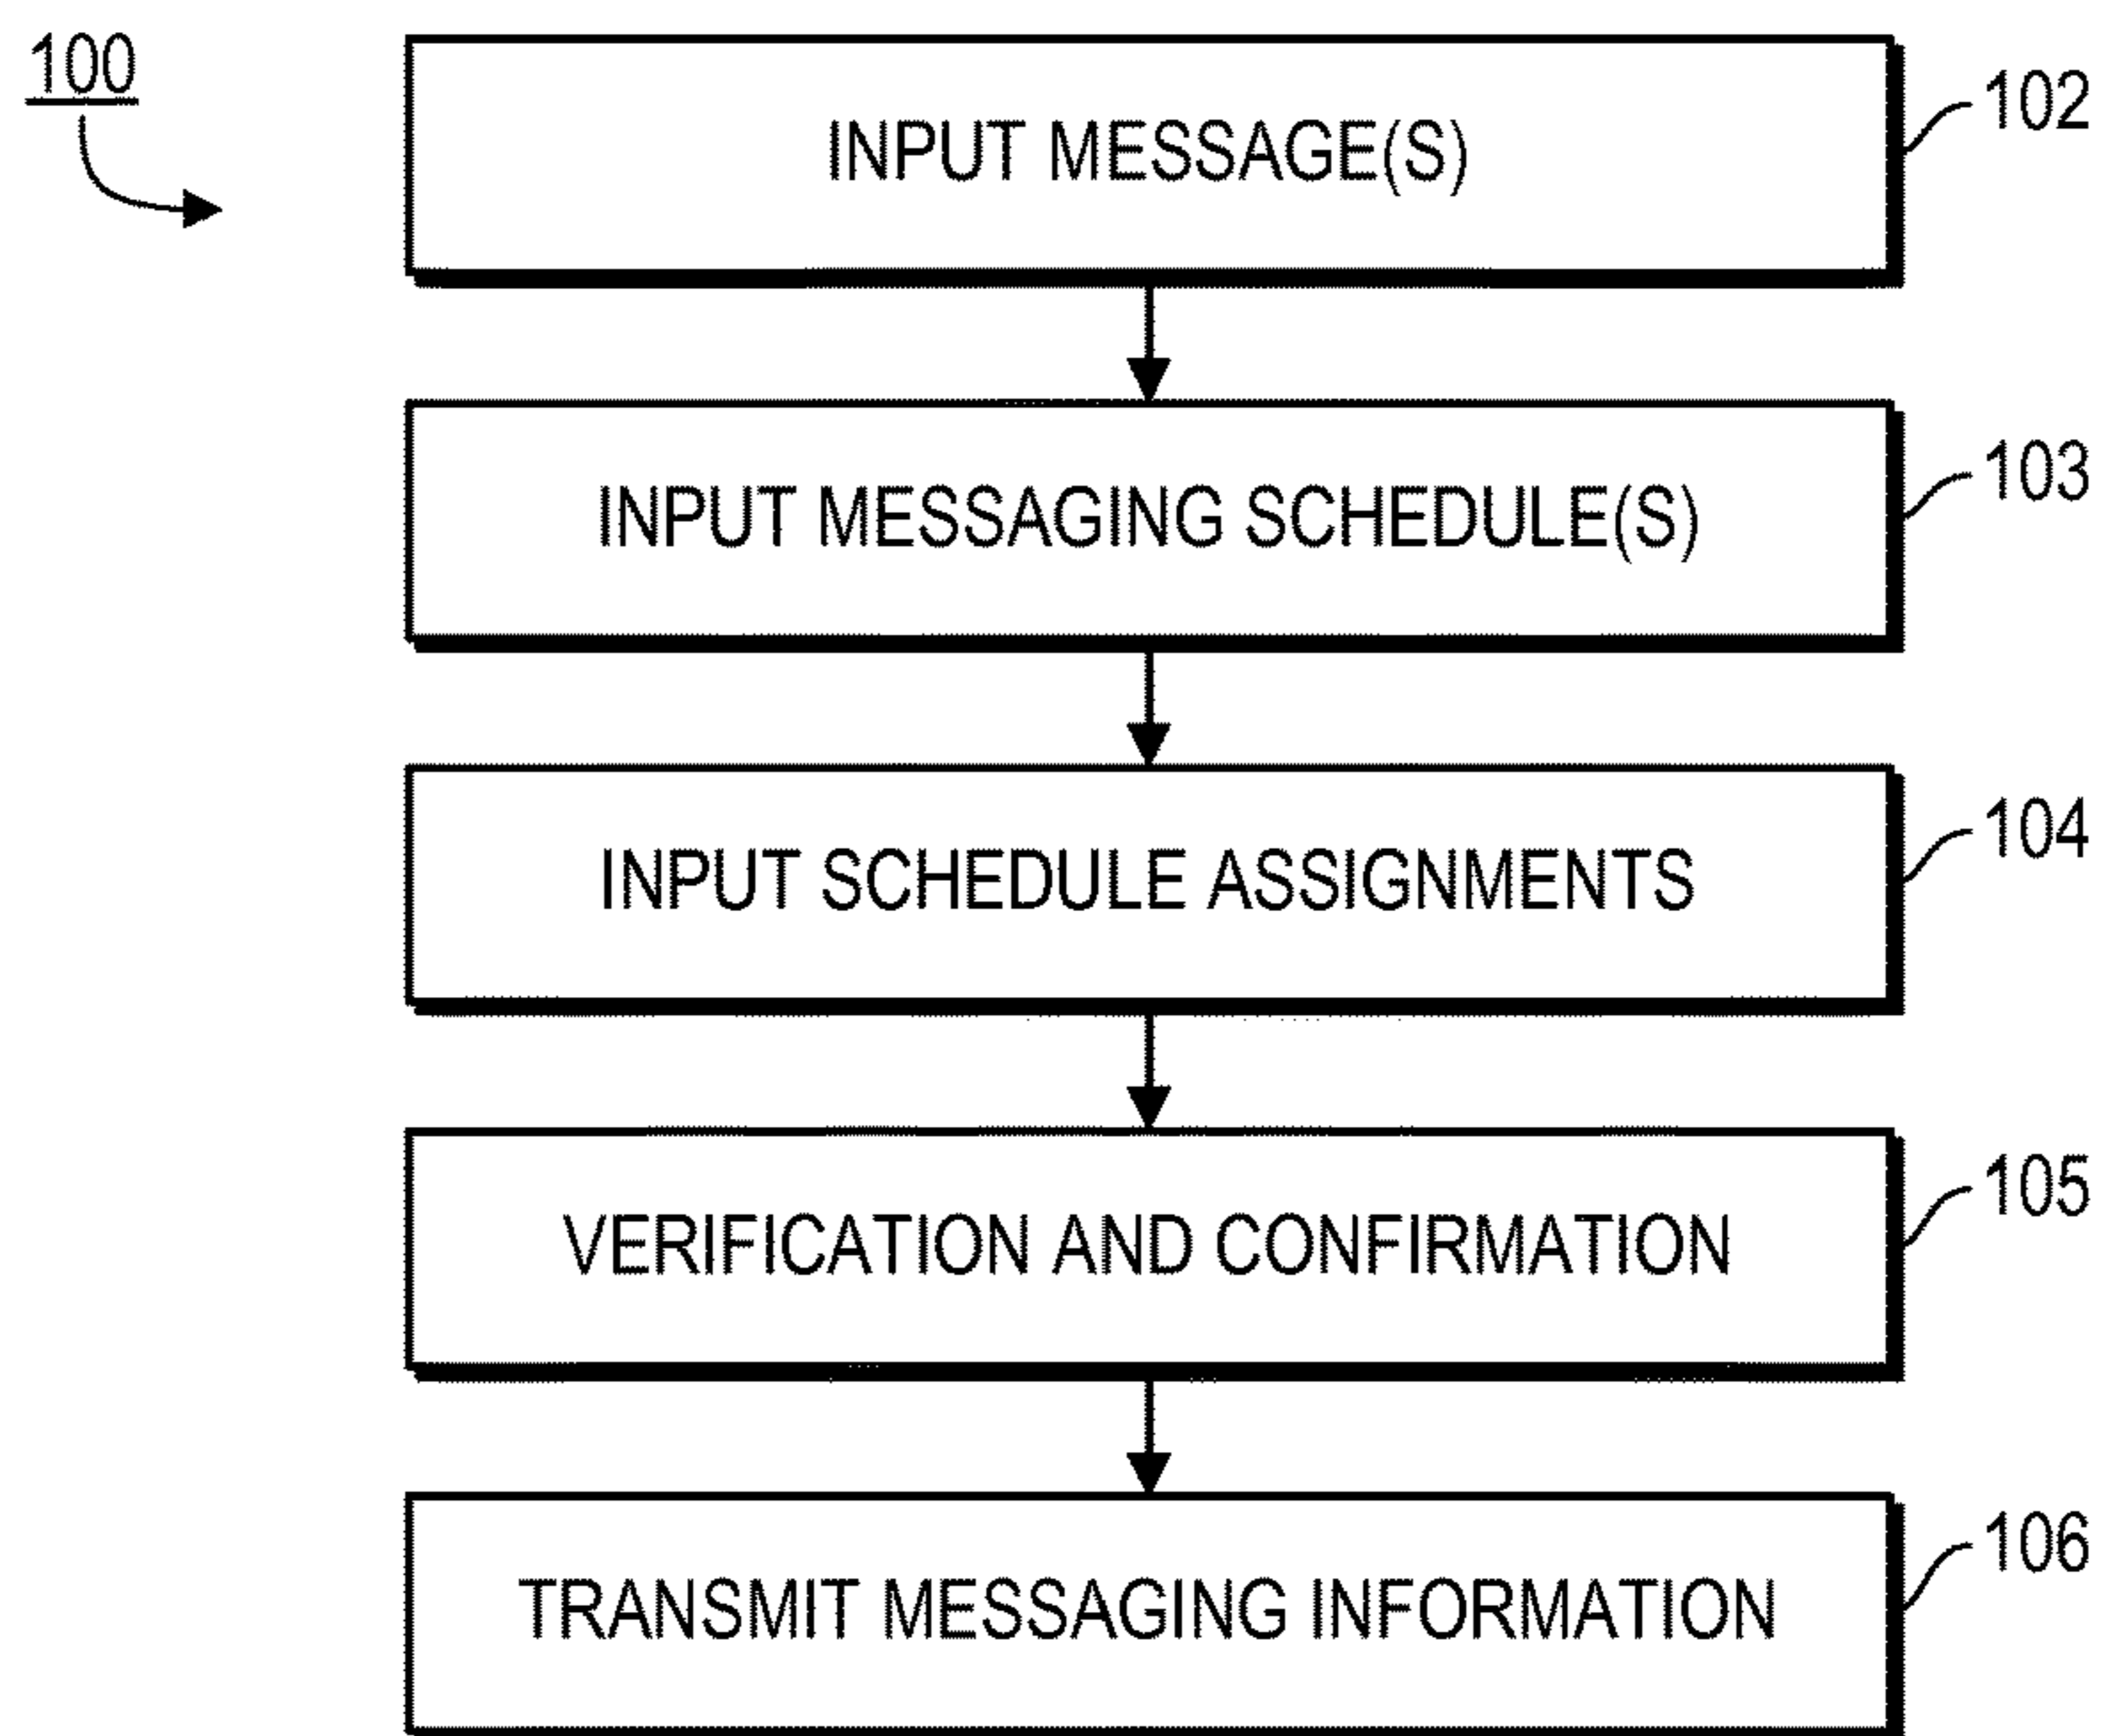 100
INPUT MESSAGE(S)
102
INPUT MESSAGING SCHEDULE(S)
103
INPUT SCHEDULE ASSIGNMENTS
104
VERIFICATION AND CONFIRMATION
105
TRANSMIT MESSAGING INFORMATION
106